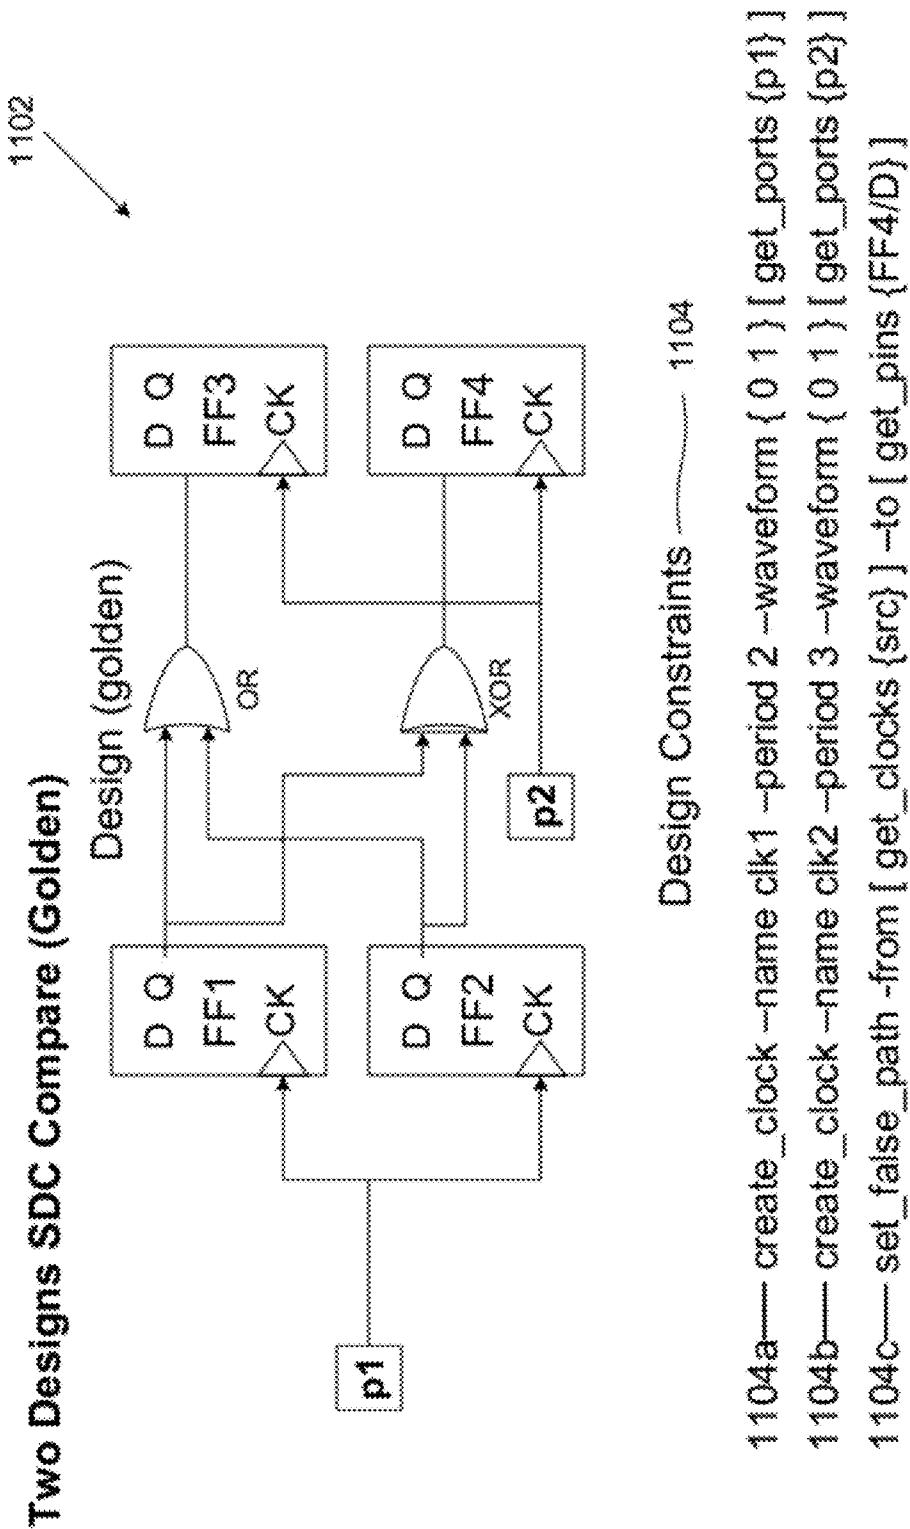 Two Designs SDC Compare (Golden)
1102
Design (golden)
D Q
FF1
CK
D Q
FF2
CK
OR
XOR
D Q
FF3
CK
D Q
FF4
CK
p1
p2
Design Constraints 1104
1104a create_clock –name clk1 –period 2 –waveform { 0 1 } [ get_ports {p1} ]
1104b create_clock –name clk2 –period 3 –waveform { 0 1 } [ get_ports {p2} ]
1104c set_false_path -from [ get_clocks {src} ] –to [ get_pins {FF4/D} ]